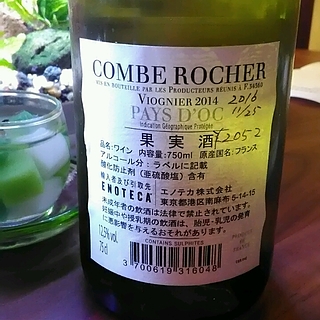 COMBE ROCHER
MIS EN BOUTEILLE PAR LES PRODUCTEURS REUNIS À F.34360
VIOGNIER 2014
2016
11/25
PAYS D'OC
Indication Géographique Protégée
果実酒
品名:ワイン 内容量:750ml 原産国名:フランス
アルコール分:ラベルに記載
酸化防止剤(亜硫酸塩)含有
輸入者及び引取先
ENOTECA エノテカ株式会社
東京都港区南麻布5-14-15
未成年者の飲酒は法律で禁止されています。
妊娠中や授乳期の飲酒は、胎児・乳児の発育
に悪影響を与えるおそれがあります。
12.5% vol.
75cl
CONTAINS SULPHITES
3 700619 316048